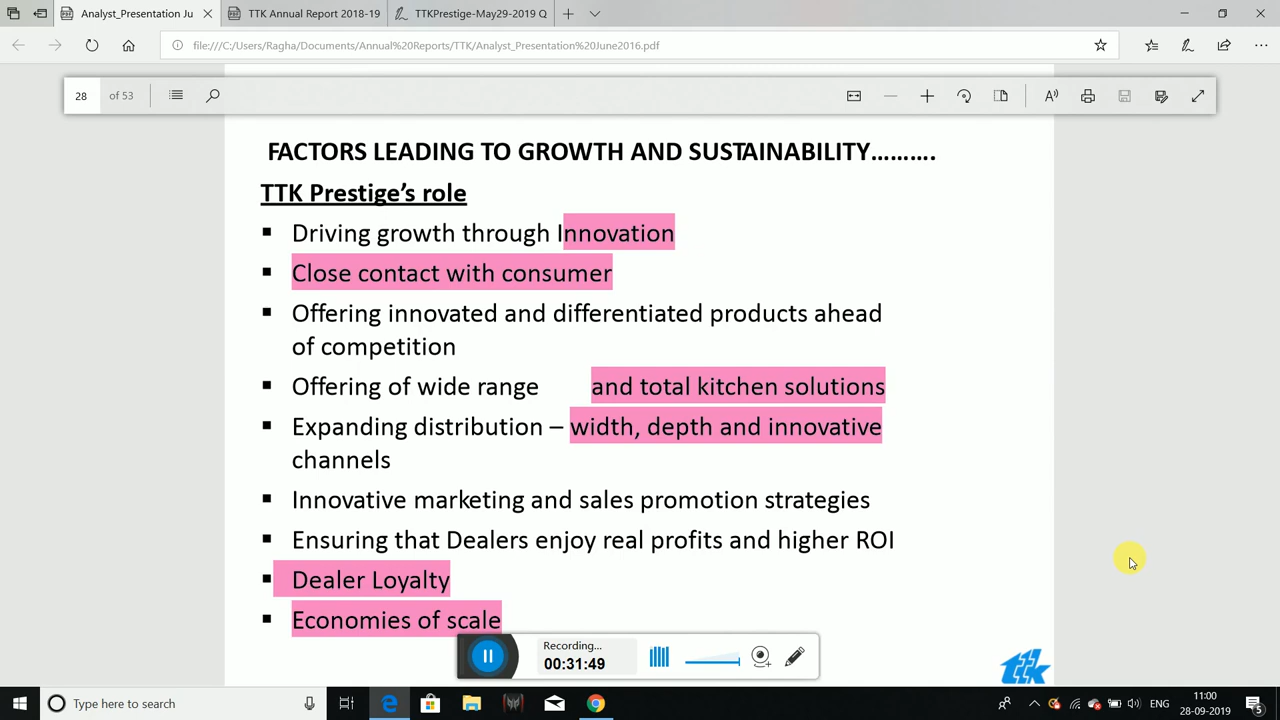 Analyst_Presentation Ju
TTK Annual Report 2018-19
TTKPrestige-May29-2019 Q
file:///C:/Users/Ragha/Documents/Annual%20Reports/TTK/Analyst_Presentation%20June2016.pdf
28 of 53
FACTORS LEADING TO GROWTH AND SUSTAINABILITY……….
TTK Prestige’s role
▪ Driving growth through Innovation
▪ Close contact with consumer
▪ Offering innovated and differentiated products ahead
of competition
▪ Offering of wide range and total kitchen solutions
▪ Expanding distribution – width, depth and innovative
channels
▪ Innovative marketing and sales promotion strategies
▪ Ensuring that Dealers enjoy real profits and higher ROI
▪ Dealer Loyalty
▪ Economies of scale
Recording...
00:31:49
ttk
Type here to search
ENG
11:00
28-09-2019
5